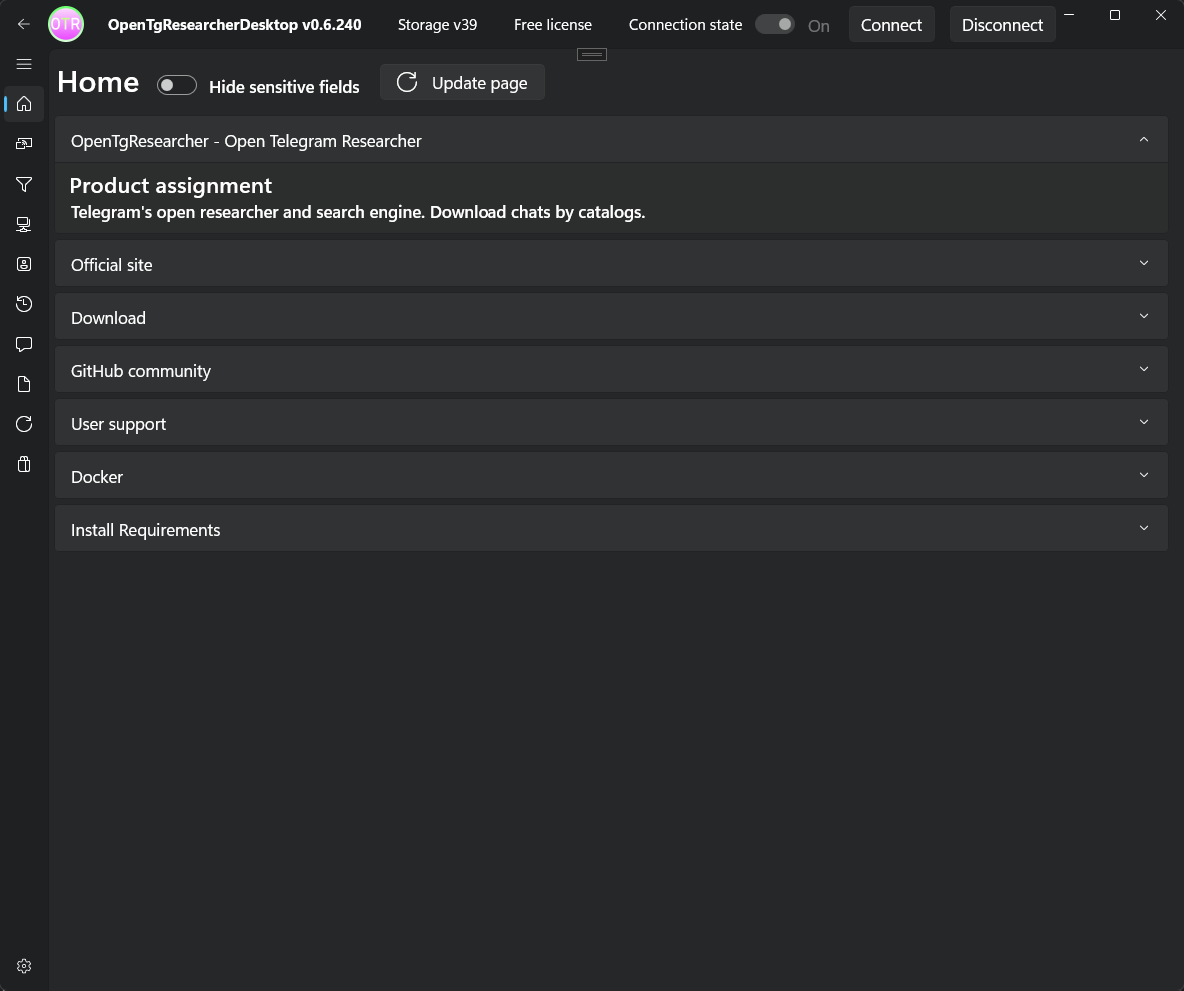 OTR
OpenTgResearcherDesktop v0.6.240 Storage v39 Free license Connection state On Connect Disconnect
Home Hide sensitive fields Update page
OpenTgResearcher - Open Telegram Researcher
Product assignment
Telegram's open researcher and search engine. Download chats by catalogs.
Official site
Download
GitHub community
User support
Docker
Install Requirements